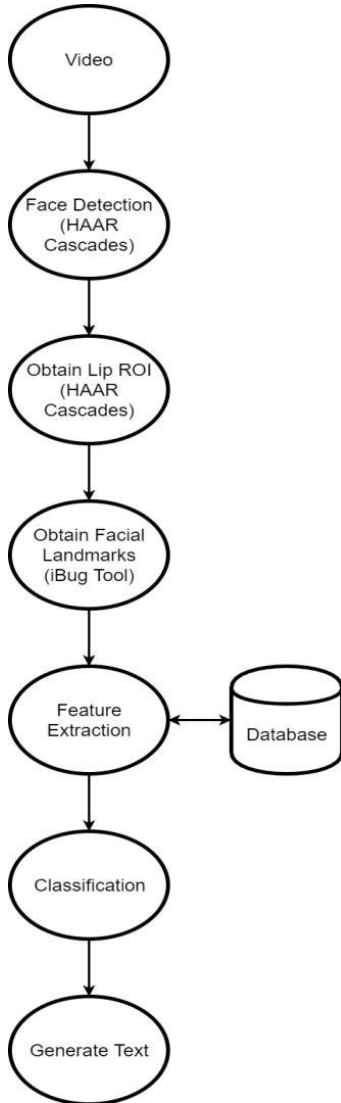 Video
Face Detection
(HAAR
Cascades)
Obtain Lip ROI
(HAAR
Cascades)
Obtain Facial
Landmarks
(iBug Tool)
Feature
Extraction
Database
Classification
Generate Text